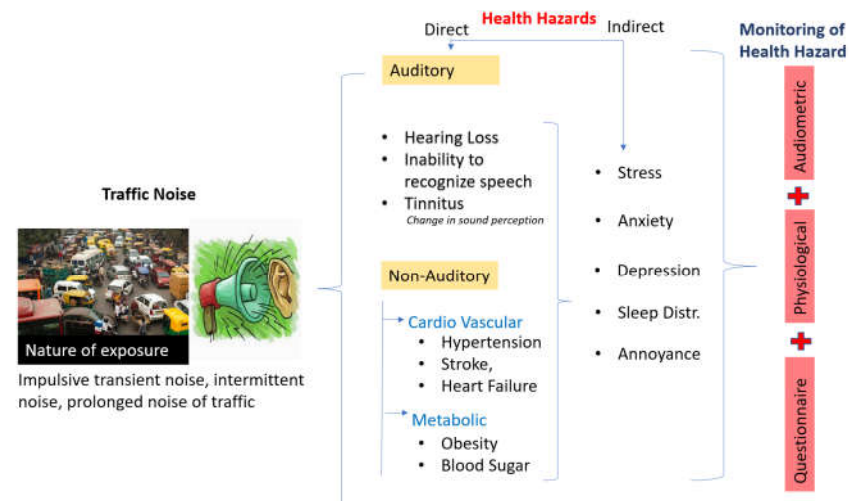 Health Hazards
Direct
Indirect
Monitoring of
Health Hazard
Auditory
• Hearing Loss
• Inability to
recognize speech
• Tinnitus
Change in sound perception
Non-Auditory
Cardio Vascular
• Hypertension
• Stroke,
• Heart Failure
Metabolic
• Obesity
• Blood Sugar
• Stress
• Anxiety
• Depression
• Sleep Distr.
• Annoyance
Traffic Noise
Nature of exposure
Impulsive transient noise, intermittent
noise, prolonged noise of traffic
Audiometric
Physiological
Questionnaire